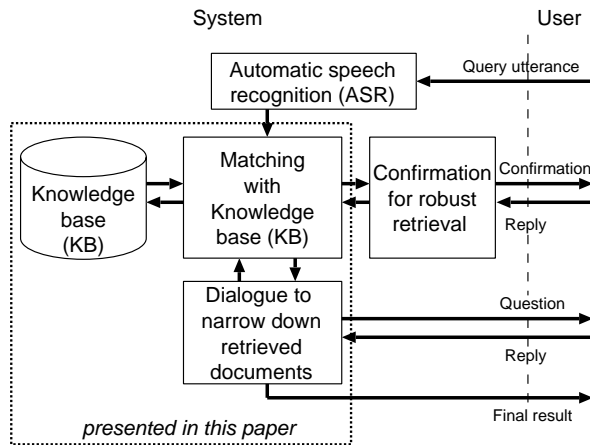 System
User
Automatic speech
recognition (ASR)
Query utterance
Knowledge
base
(KB)
Matching
with
Knowledge
base (KB)
Confirmation
for robust
retrieval
Confirmation
Reply
Dialogue to
narrow down
retrieved
documents
Question
Reply
Final result
presented in this paper